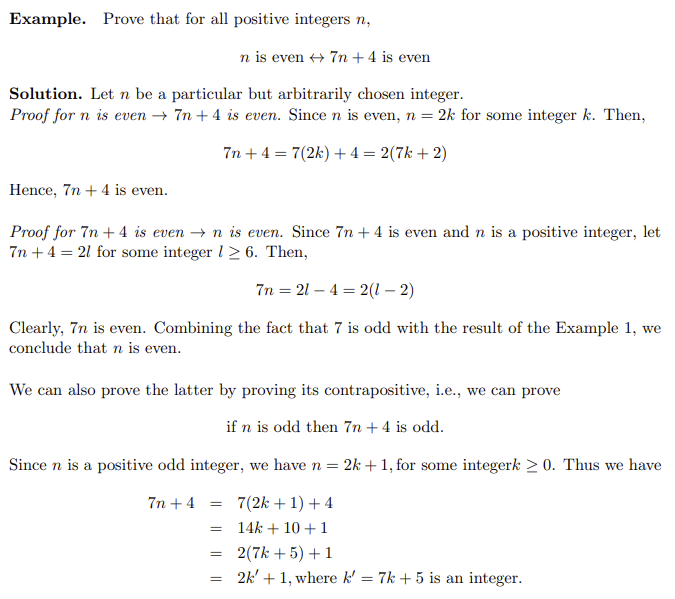 Example. Prove that for all positive integers n,
n is even ↔ 7n + 4 is even
Solution. Let n be a particular but arbitrarily chosen integer.
Proof for n is even → 7n + 4 is even. Since n is even, n = 2k for some integer k. Then,
7n + 4 = 7(2k) + 4 = 2(7k + 2)
Hence, 7n + 4 is even.
Proof for 7n + 4 is even → n is even. Since 7n + 4 is even and n is a positive integer, let
7n + 4 = 2l for some integer l ≥ 6. Then,
7n = 2l − 4 = 2(l − 2)
Clearly, 7n is even. Combining the fact that 7 is odd with the result of the Example 1, we
conclude that n is even.
We can also prove the latter by proving its contrapositive, i.e., we can prove
if n is odd then 7n + 4 is odd.
Since n is a positive odd integer, we have n = 2k + 1, for some integerk ≥ 0. Thus we have
7n + 4 = 7(2k + 1) + 4
= 14k + 10 + 1
= 2(7k + 5) + 1
= 2k′ + 1, where k′ = 7k + 5 is an integer.